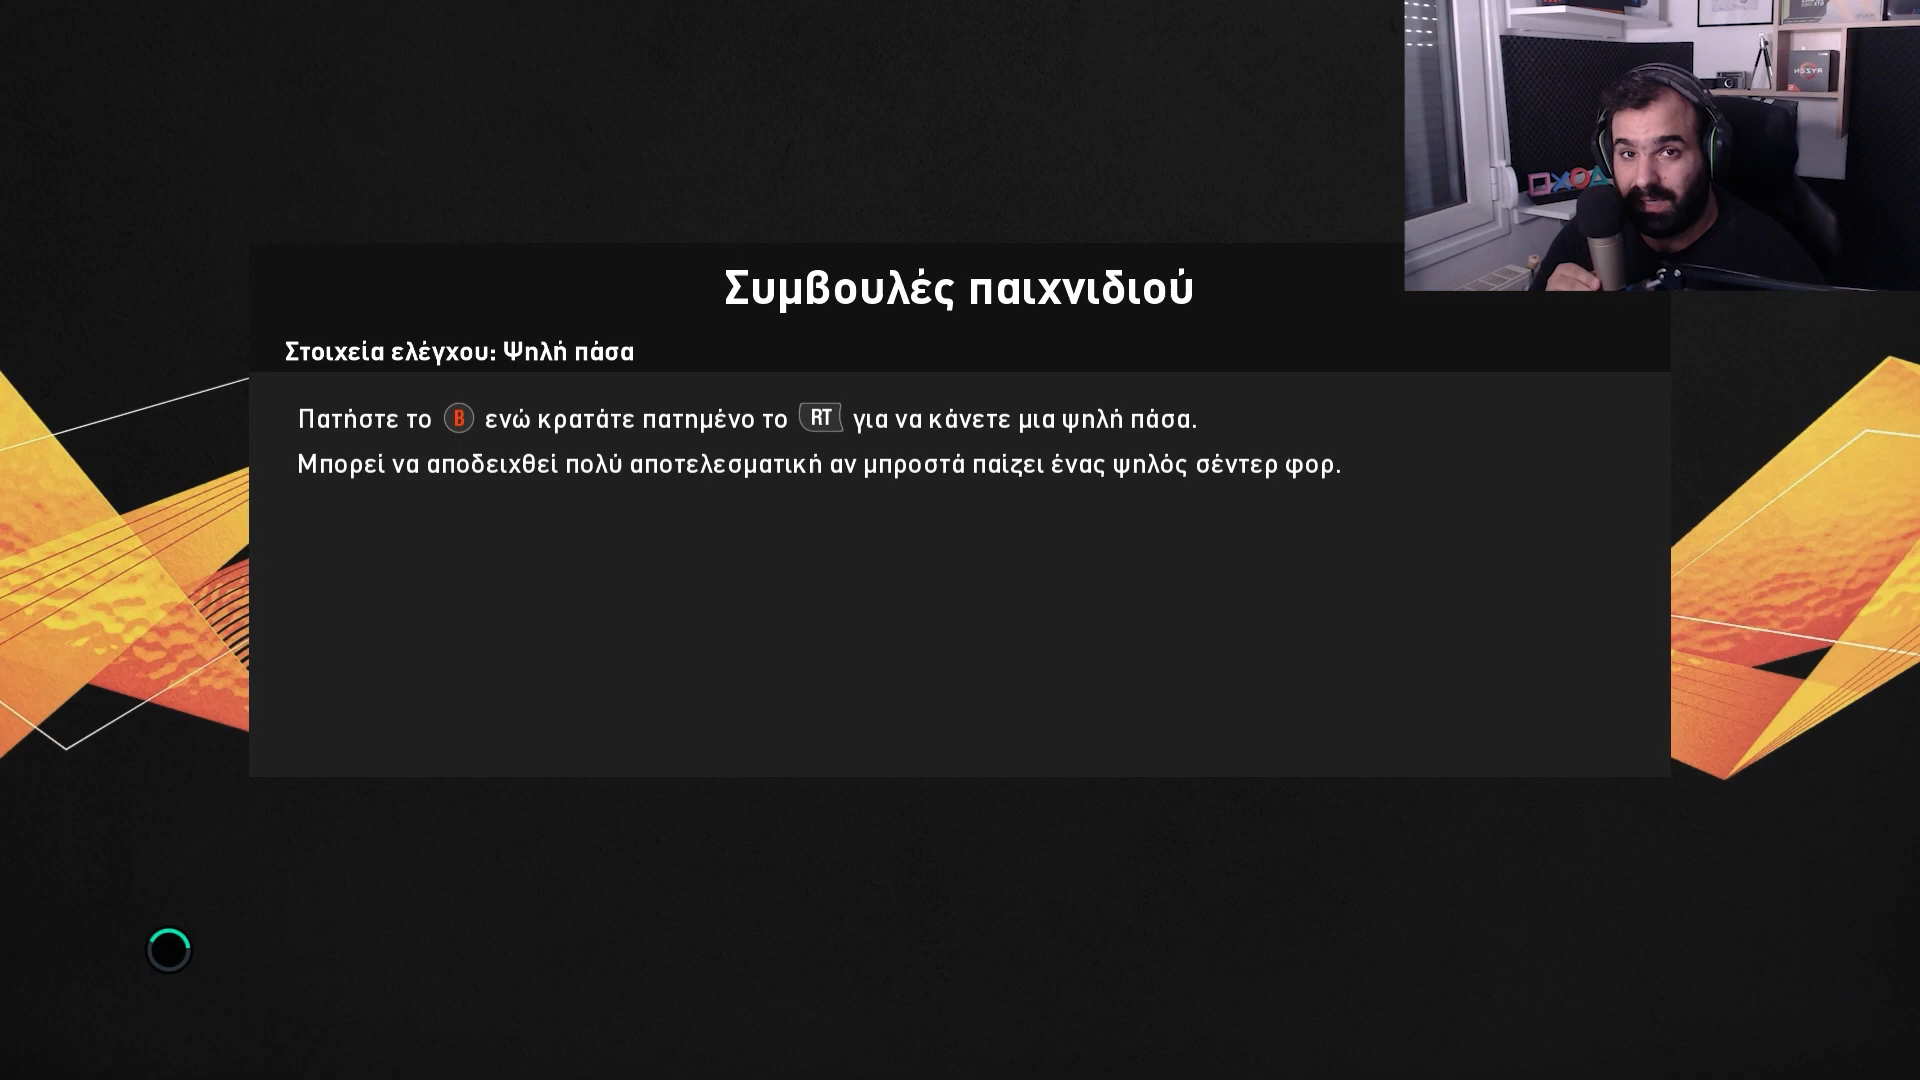 Συμβουλές παιχνιδιού
Στοιχεία ελέγχου: Ψηλή πάσα
Πατήστε το B ενώ κρατάτε πατημένο το RT για να κάνετε μια ψηλή πάσα.
Μπορεί να αποδειχθεί πολύ αποτελεσματική αν μπροστά παίζει ένας ψηλός σέντερ φορ.
RYZEN